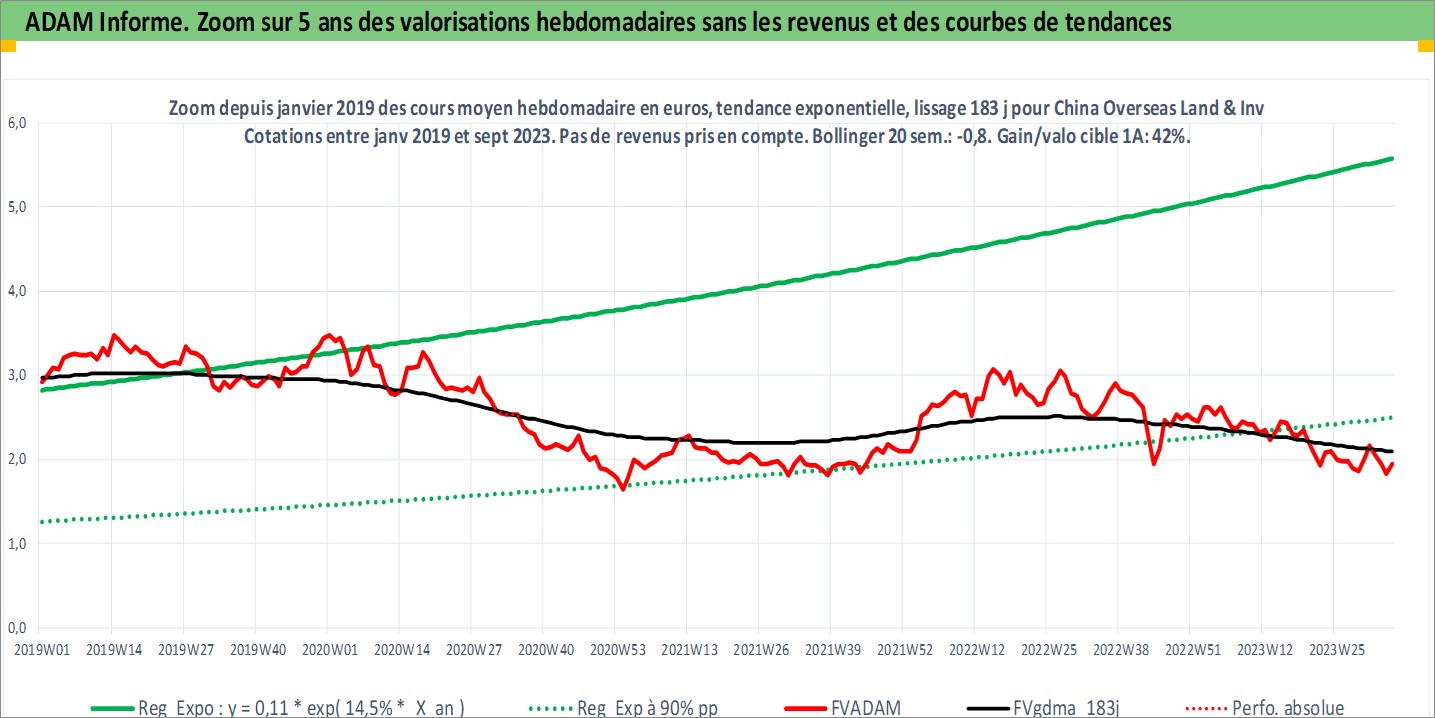 ADAM Informe. Zoom sur 5 ans des valorisations hebdomadaires sans les revenus et des courbes de tendances
Zoom depuis janvier 2019 des cours moyen hebdomadaire en euros, tendance exponentielle, lissage 183 j pour China Overseas Land & Inv
Cotations entre janv 2019 et sept 2023. Pas de revenus pris en compte. Bollinger 20 sem.: -0,8. Gain/valo cible 1A: 42%.
6,0
5,0
4,0
3,0
2,0
1,0
0,0
2019W01 2019W14 2019W27 2019W40 2020W01 2020W14 2020W27 2020W40 2020W53 2021W13 2021W26 2021W39 2021W52 2022W12 2022W25 2022W38 2022W51 2023W12 2023W25
Reg Expo : y = 0,11 * exp( 14,5% * X an ) Reg Exp à 90% pp FVADAM FVgdma 183j Perfo. absolue